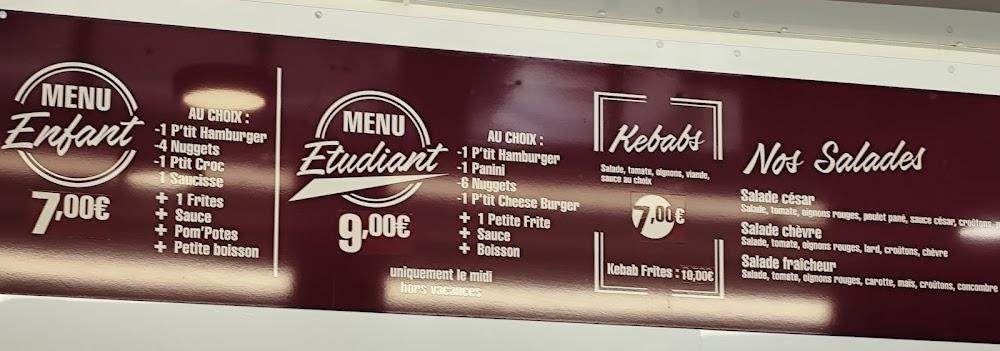 MENU
Enfant
7,00€
AU CHOIX :
-1 P'tit Hamburger
-4 Nuggets
-1 Ptit Croc
-1 Saucisse
+ 1 Frites
+ Sauce
+ Pom'Potes
+ Petite boisson
MENU
Etudiant
9,00€
AU CHOIX :
-1 P'tit Hamburger
-1 Panini
-6 Nuggets
-1 P'tit Cheese Burger
+ 1 Petite Frite
+ Sauce
+ Boisson
uniquement le midi
hors vacances
Kebabs
Salade, tomate, oignons, viande,
sauce au choix
7,00€
Kebab Frites :
Nos Salades
Salade césar
Salade, tomate, oignons rouges, poulet pané, sauce césar, croûtons
Salade chèvre
Salade, tomate, oignons rouges, lard, croûtons, chèvre
Salade fraicheur
Salade, tomate, oignons rouges, carotte, maïs, croûtons, concombre